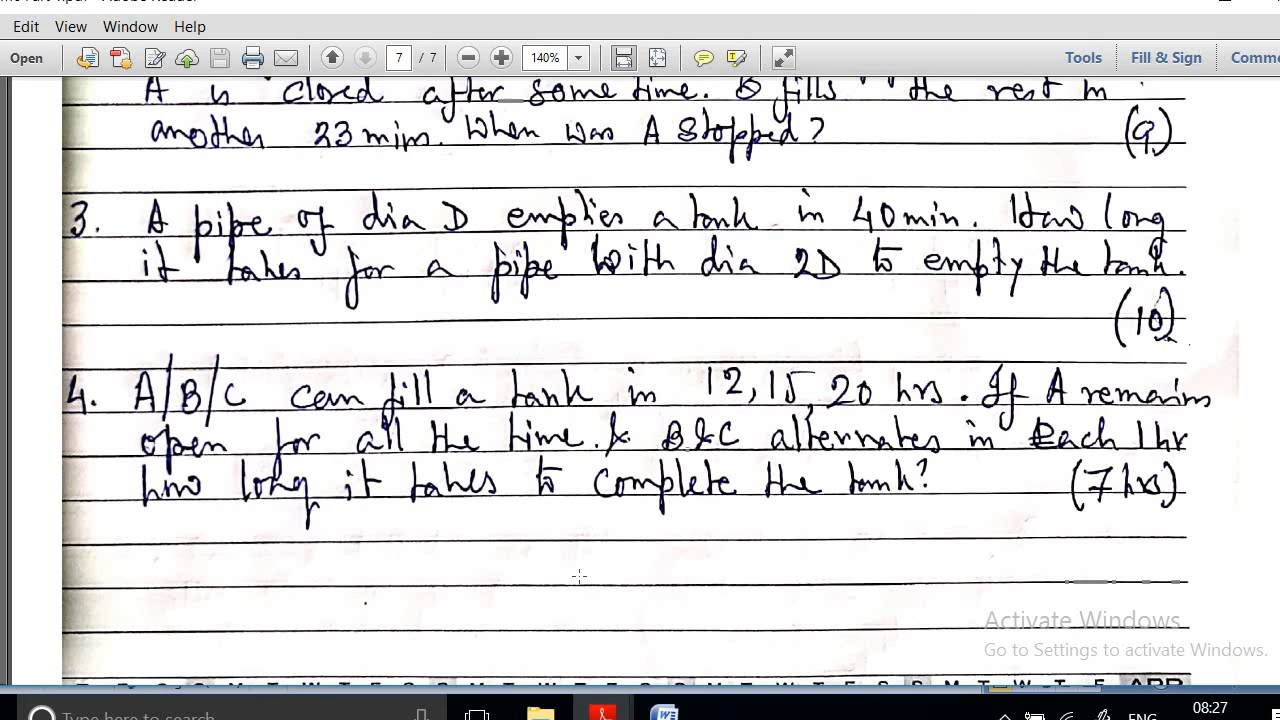 Edit View Window Help
Open 7 / 7 140% Tools Fill & Sign Comme
A is closed after some time. B fills the rest in
another 23 mins. When was A stopped? (9)
3. A pipe of dia D empties a tank in 40 min. How long
it takes for a pipe with dia 2D to empty the tank.
(10)
4. A/B/C can fill a tank in 12, 15, 20 hrs. If A remains
open for all the time & B&C alternates in Each 1 hr
how long it takes to complete the tank? (7 hrs)
Activate Windows
Go to Settings to activate Windows.
Type here to search ENG 08:27